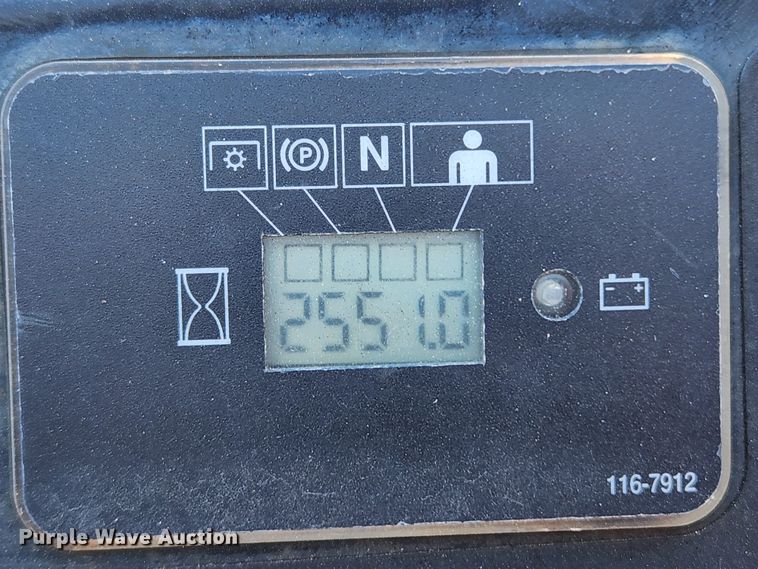 P N
2551.0
- +
116-7912
Purple Wave Auction